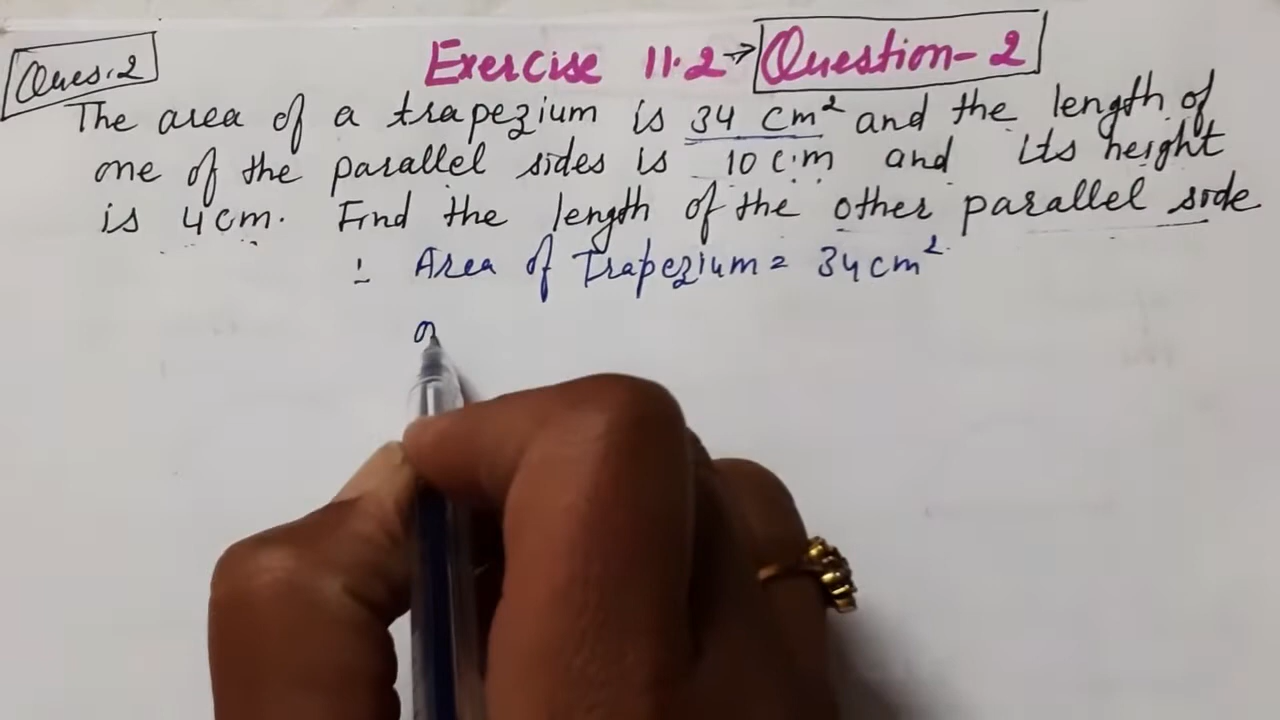 Ques.2
Exercise 11.2 → Question-2
The area of a trapezium is 34 cm² and the length of
one of the parallel sides is 10 cm and its height
is 4cm. Find the length of the other parallel side
∴ Area of Trapezium = 34 cm²